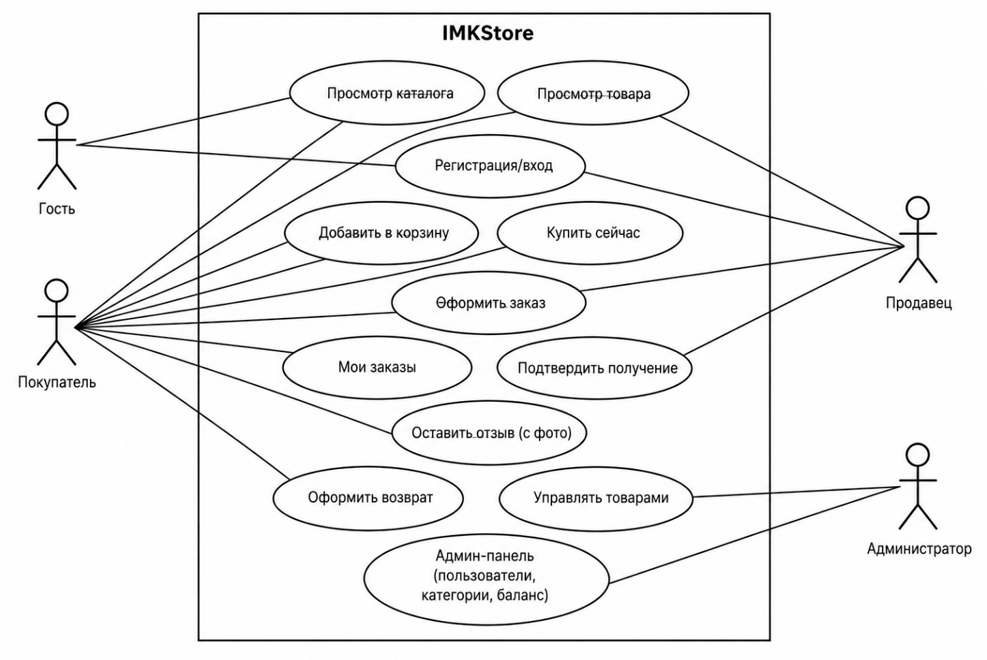 IMKStore
Просмотр каталога
Просмотр товара
Гость
Регистрация/вход
Добавить в корзину
Купить сейчас
Оформить заказ
Продавец
Покупатель
Мои заказы
Подтвердить получение
Оставить отзыв (с фото)
Оформить возврат
Управлять товарами
Администратор
Админ-панель
(пользователи,
категории, баланс)